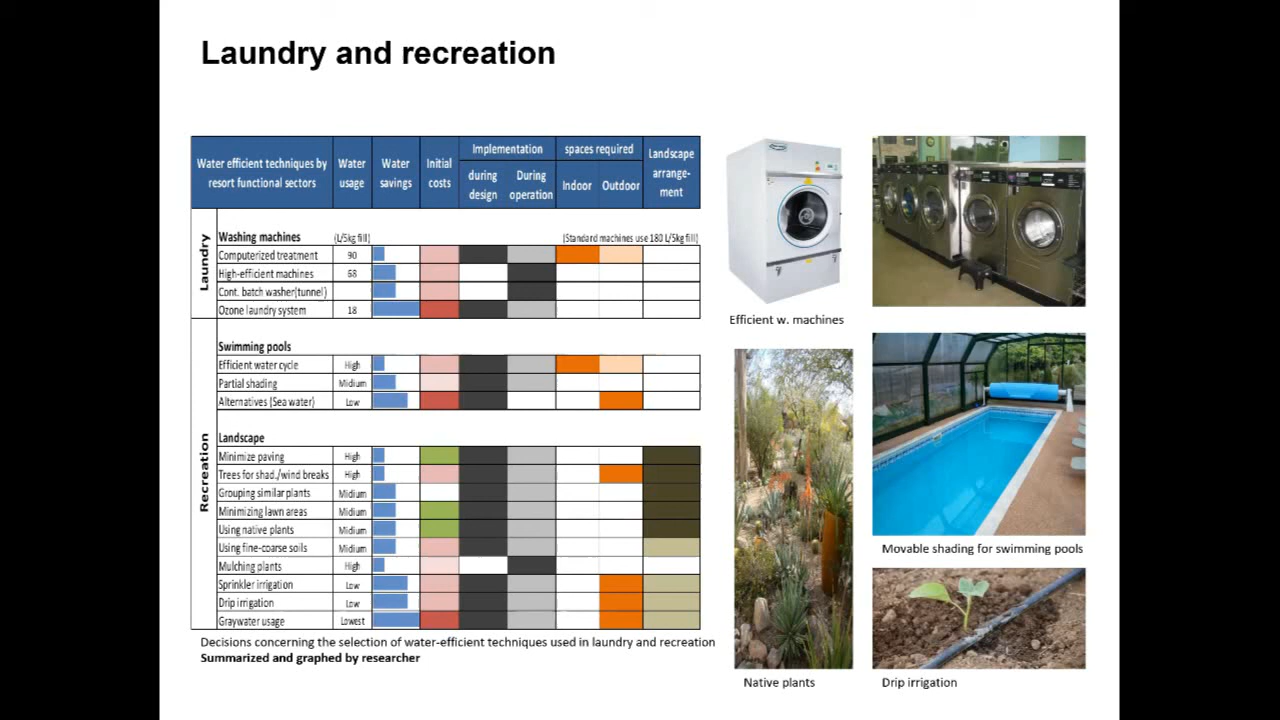 Laundry and recreation
Water efficient techniques by
resort functional sectors
Water
usage
Water
savings
Initial
costs
Implementation
during
design
During
operation
spaces required
Indoor
Outdoor
Landscape
arrange-
ment
Laundry
Washing machines (L/5kg fill) (Standard machines use 180 L/5kg fill)
Computerized treatment 90
High-efficient machines 68
Cont. batch washer(tunnel)
Ozone laundry system 18
Recreation
Swimming pools
Efficient water cycle High
Partial shading Midium
Alternatives (Sea water) Low
Landscape
Minimize paving High
Trees for shad./wind breaks High
Grouping similar plants Midium
Minimizing lawn areas Midium
Using native plants Midium
Using fine-coarse soils Midium
Mulching plants High
Sprinkler irrigation Low
Drip irrigation Low
Graywater usage Lowest
Decisions concerning the selection of water-efficient techniques used in laundry and recreation
Summarized and graphed by researcher
Efficient w. machines
Native plants
Movable shading for swimming pools
Drip irrigation